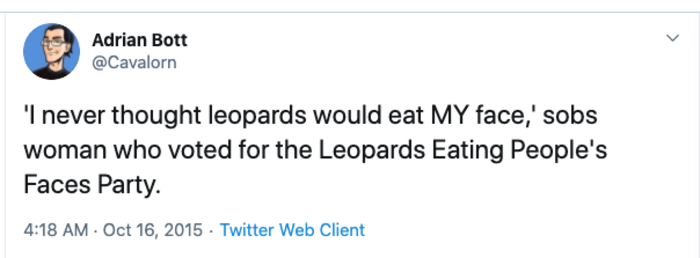 Adrian Bott
@Cavalorn
'I never thought leopards would eat MY face,' sobs
woman who voted for the Leopards Eating People's
Faces Party.
4:18 AM · Oct 16, 2015 · Twitter Web Client